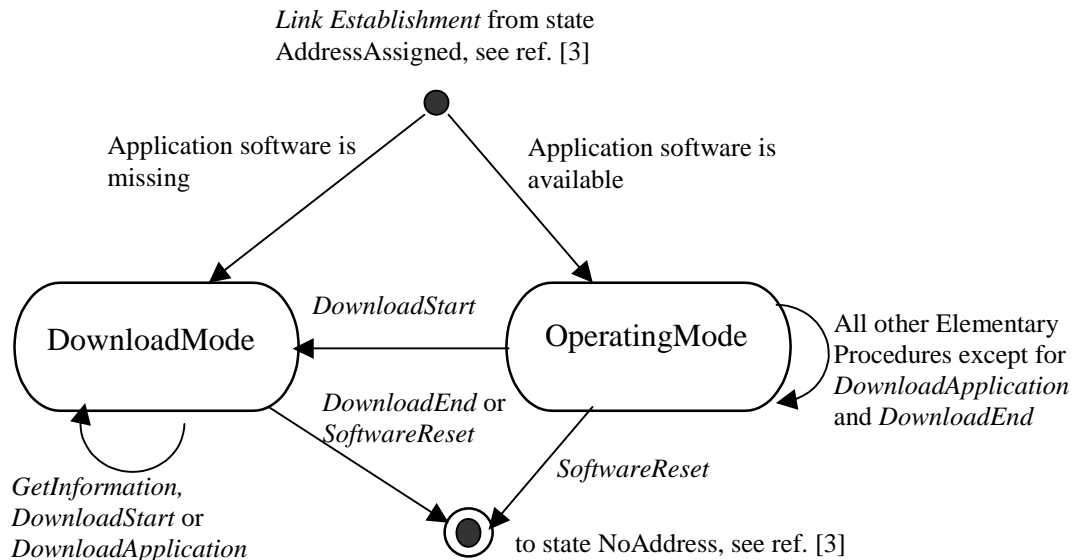 Link Establishment from state
AddressAssigned, see ref. [3]
Application software is
missing
Application software is
available
DownloadMode
DownloadStart
OperatingMode
All other Elementary
Procedures except for
DownloadApplication
and DownloadEnd
DownloadEnd or
SoftwareReset
SoftwareReset
GetInformation,
DownloadStart or
DownloadApplication
to state NoAddress, see ref. [3]